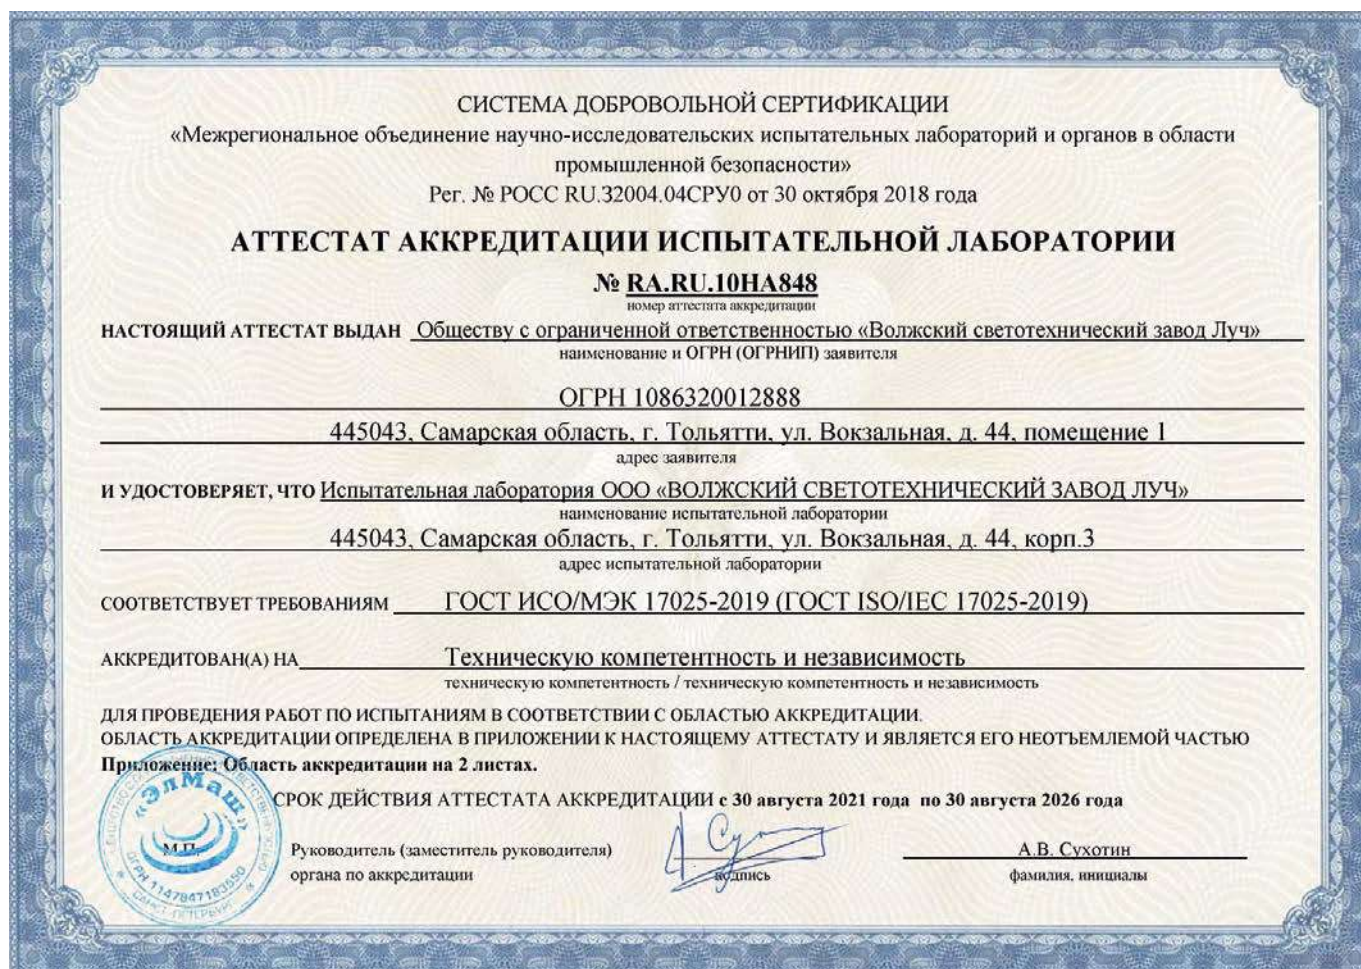 СИСТЕМА ДОБРОВОЛЬНОЙ СЕРТИФИКАЦИИ
«Межрегиональное объединение научно-исследовательских испытательных лабораторий и органов в области
промышленной безопасности»
Рег. № РОСС RU.32004.04СРУ0 от 30 октября 2018 года
АТТЕСТАТ АККРЕДИТАЦИИ ИСПЫТАТЕЛЬНОЙ ЛАБОРАТОРИИ
№ RA.RU.10НА848
номер аттестата аккредитации
НАСТОЯЩИЙ АТТЕСТАТ ВЫДАН Обществу с ограниченной ответственностью «Волжский светотехнический завод Луч»
наименование и ОГРН (ОГРНИП) заявителя
ОГРН 1086320012888
445043, Самарская область, г. Тольятти, ул. Вокзальная, д. 44, помещение 1
адрес заявителя
И УДОСТОВЕРЯЕТ, ЧТО Испытательная лаборатория ООО «ВОЛЖСКИЙ СВЕТОТЕХНИЧЕСКИЙ ЗАВОД ЛУЧ»
наименование испытательной лаборатории
445043, Самарская область, г. Тольятти, ул. Вокзальная, д. 44, корп.3
адрес испытательной лаборатории
СООТВЕТСТВУЕТ ТРЕБОВАНИЯМ ГОСТ ИСО/МЭК 17025-2019 (ГОСТ ISO/IEC 17025-2019)
АККРЕДИТОВАН(А) НА Техническую компетентность и независимость
техническую компетентность / техническую компетентность и независимость
ДЛЯ ПРОВЕДЕНИЯ РАБОТ ПО ИСПЫТАНИЯМ В СООТВЕТСТВИИ С ОБЛАСТЬЮ АККРЕДИТАЦИИ.
ОБЛАСТЬ АККРЕДИТАЦИИ ОПРЕДЕЛЕНА В ПРИЛОЖЕНИИ К НАСТОЯЩЕМУ АТТЕСТАТУ И ЯВЛЯЕТСЯ ЕГО НЕОТЪЕМЛЕМОЙ ЧАСТЬЮ
Приложение: Область аккредитации на 2 листах.
СРОК ДЕЙСТВИЯ АТТЕСТАТА АККРЕДИТАЦИИ с 30 августа 2021 года по 30 августа 2026 года
«ЭлМаш»
М.П.
ОГРН 1147847183550
САНКТ-ПЕТЕРБУРГ
Руководитель (заместитель руководителя)
органа по аккредитации
подпись
А.В. Сухотин
фамилия, инициалы